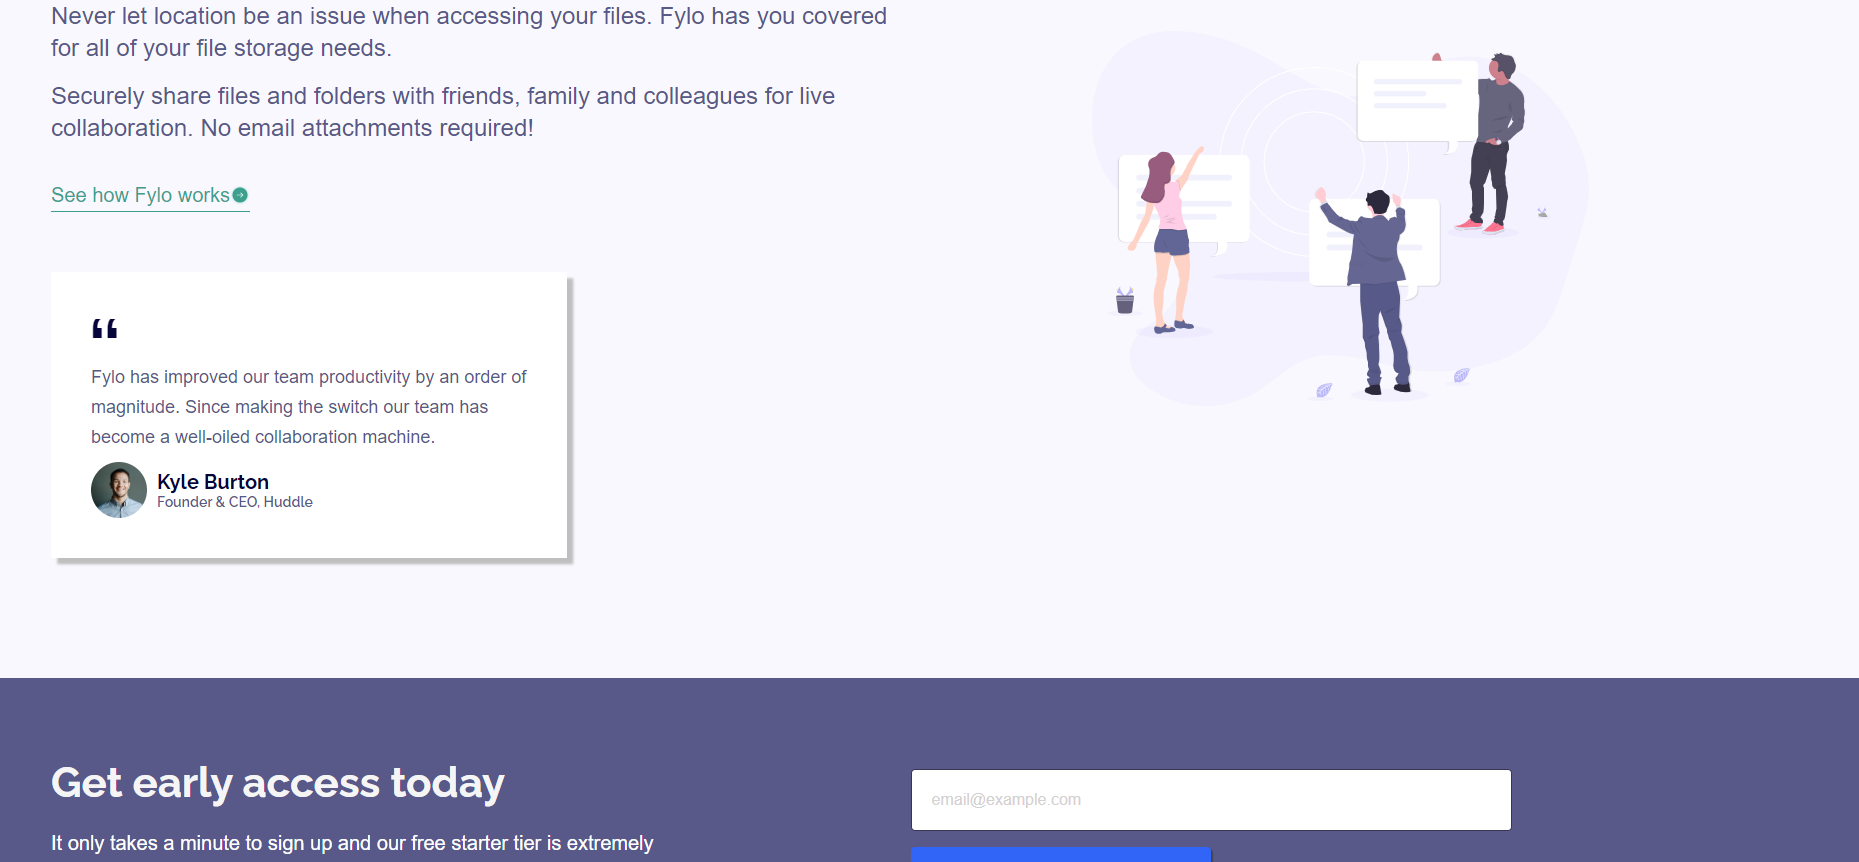 Never let location be an issue when accessing your files. Fylo has you covered
for all of your file storage needs.
Securely share files and folders with friends, family and colleagues for live
collaboration. No email attachments required!
See how Fylo works
“
Fylo has improved our team productivity by an order of
magnitude. Since making the switch our team has
become a well-oiled collaboration machine.
Kyle Burton
Founder & CEO, Huddle
Get early access today
It only takes a minute to sign up and our free starter tier is extremely
email@example.com